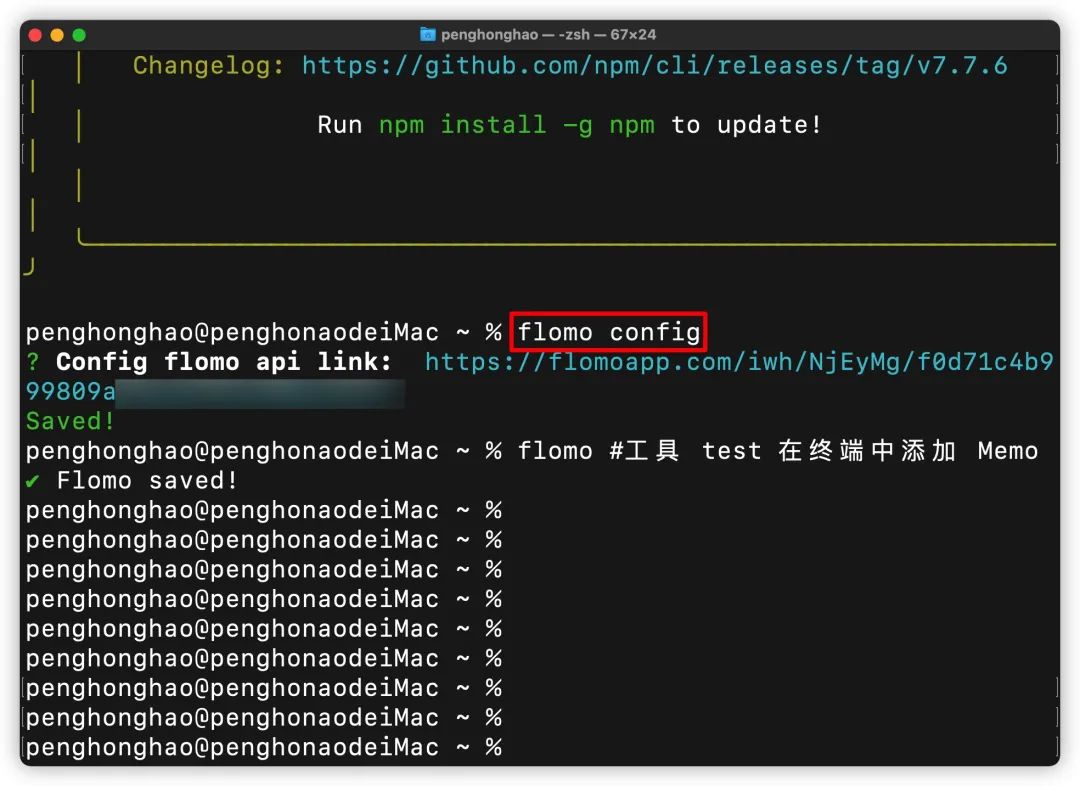 penghonghao — -zsh — 67×24
Changelog: https://github.com/npm/cli/releases/tag/v7.7.6
Run npm install -g npm to update!
penghonghao@penghonaodeiMac ~ % flomo config
? Config flomo api link:  https://flomoapp.com/iwh/NjEyMg/f0d71c4b9
99809a
Saved!
penghonghao@penghonaodeiMac ~ % flomo #工具 test 在终端中添加 Memo
✔ Flomo saved!
penghonghao@penghonaodeiMac ~ %
penghonghao@penghonaodeiMac ~ %
penghonghao@penghonaodeiMac ~ %
penghonghao@penghonaodeiMac ~ %
penghonghao@penghonaodeiMac ~ %
penghonghao@penghonaodeiMac ~ %
penghonghao@penghonaodeiMac ~ %
penghonghao@penghonaodeiMac ~ %
penghonghao@penghonaodeiMac ~ %